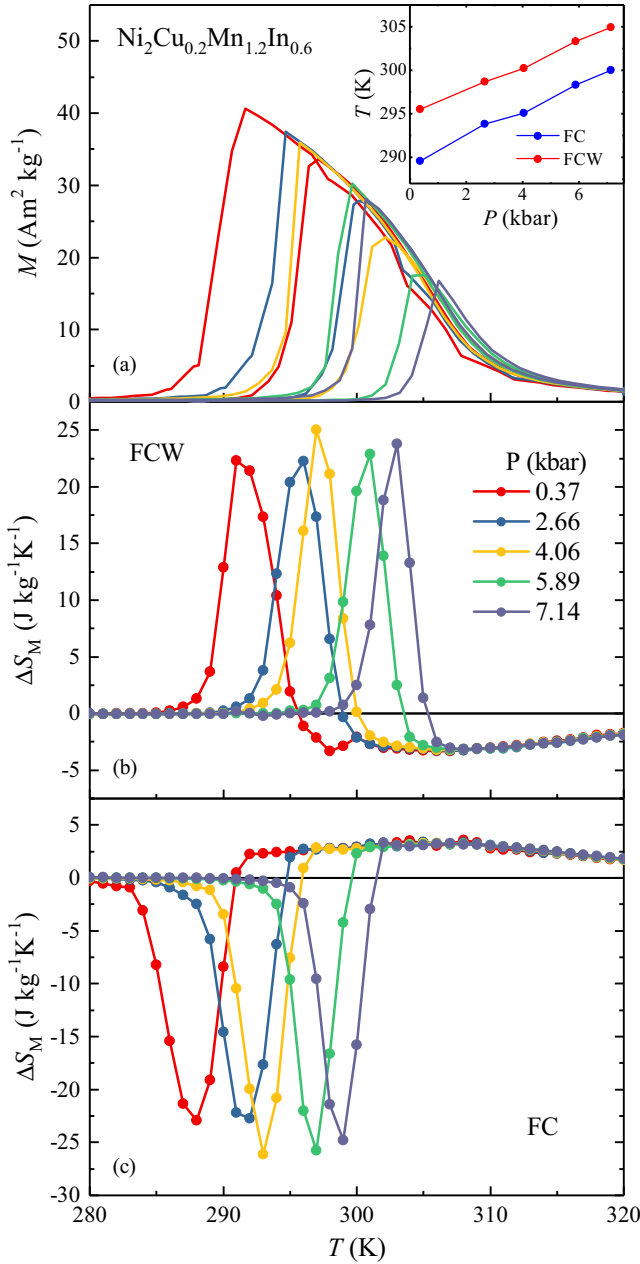 Ni₂Cu₀.₂Mn₁.₂In₀.₆
M (Am² kg⁻¹)
50
40
30
20
10
0
(a)
T (K)
305
300
295
290
0 2 4 6
P (kbar)
FC
FCW
FCW
ΔS_M (J kg⁻¹K⁻¹)
25
20
15
10
5
0
-5
(b)
P (kbar)
0.37
2.66
4.06
5.89
7.14
ΔS_M (J kg⁻¹K⁻¹)
5
0
-5
-10
-15
-20
-25
-30
(c)
FC
280 290 300 310 320
T (K)